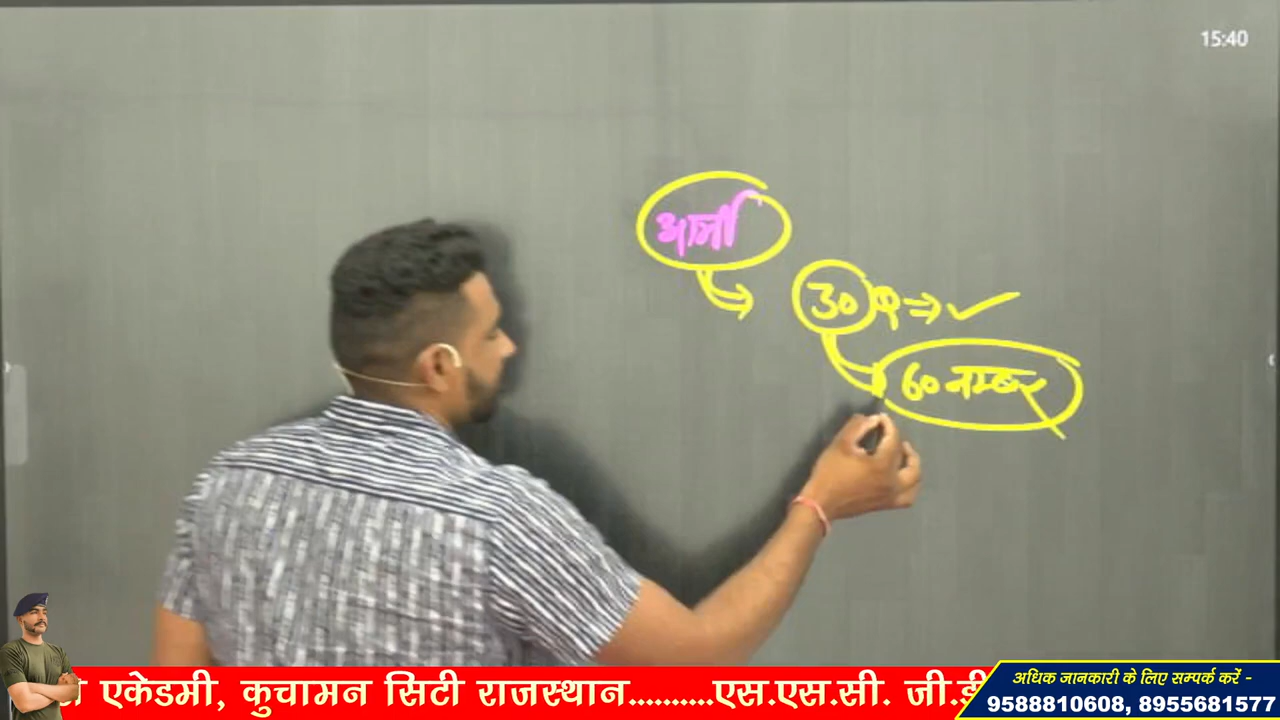 15:40
आर्मी
30 प्र ⇒ ✓
60 नम्बर
एकेडमी, कुचामन सिटी राजस्थान..........एस.एस.सी. जी.डी
अधिक जानकारी के लिए सम्पर्क करें -
9588810608, 8955681577